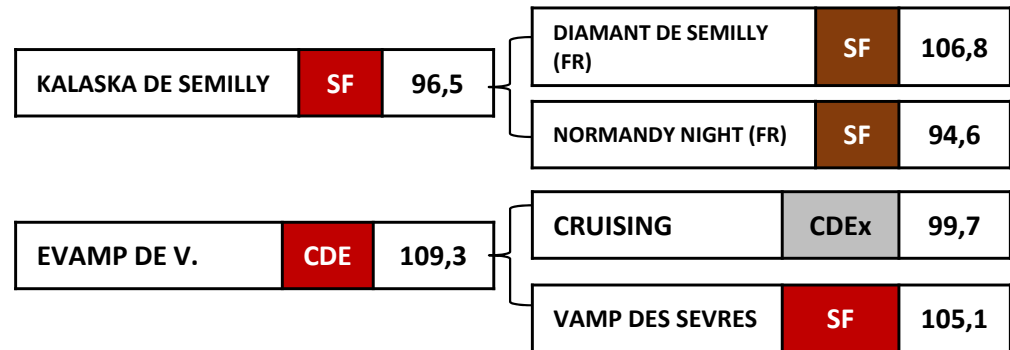 KALASKA DE SEMILLY SF 96,5
DIAMANT DE SEMILLY
(FR)
SF 106,8
NORMANDY NIGHT (FR) SF 94,6
EVAMP DE V. CDE 109,3
CRUISING CDEx 99,7
VAMP DES SEVRES SF 105,1